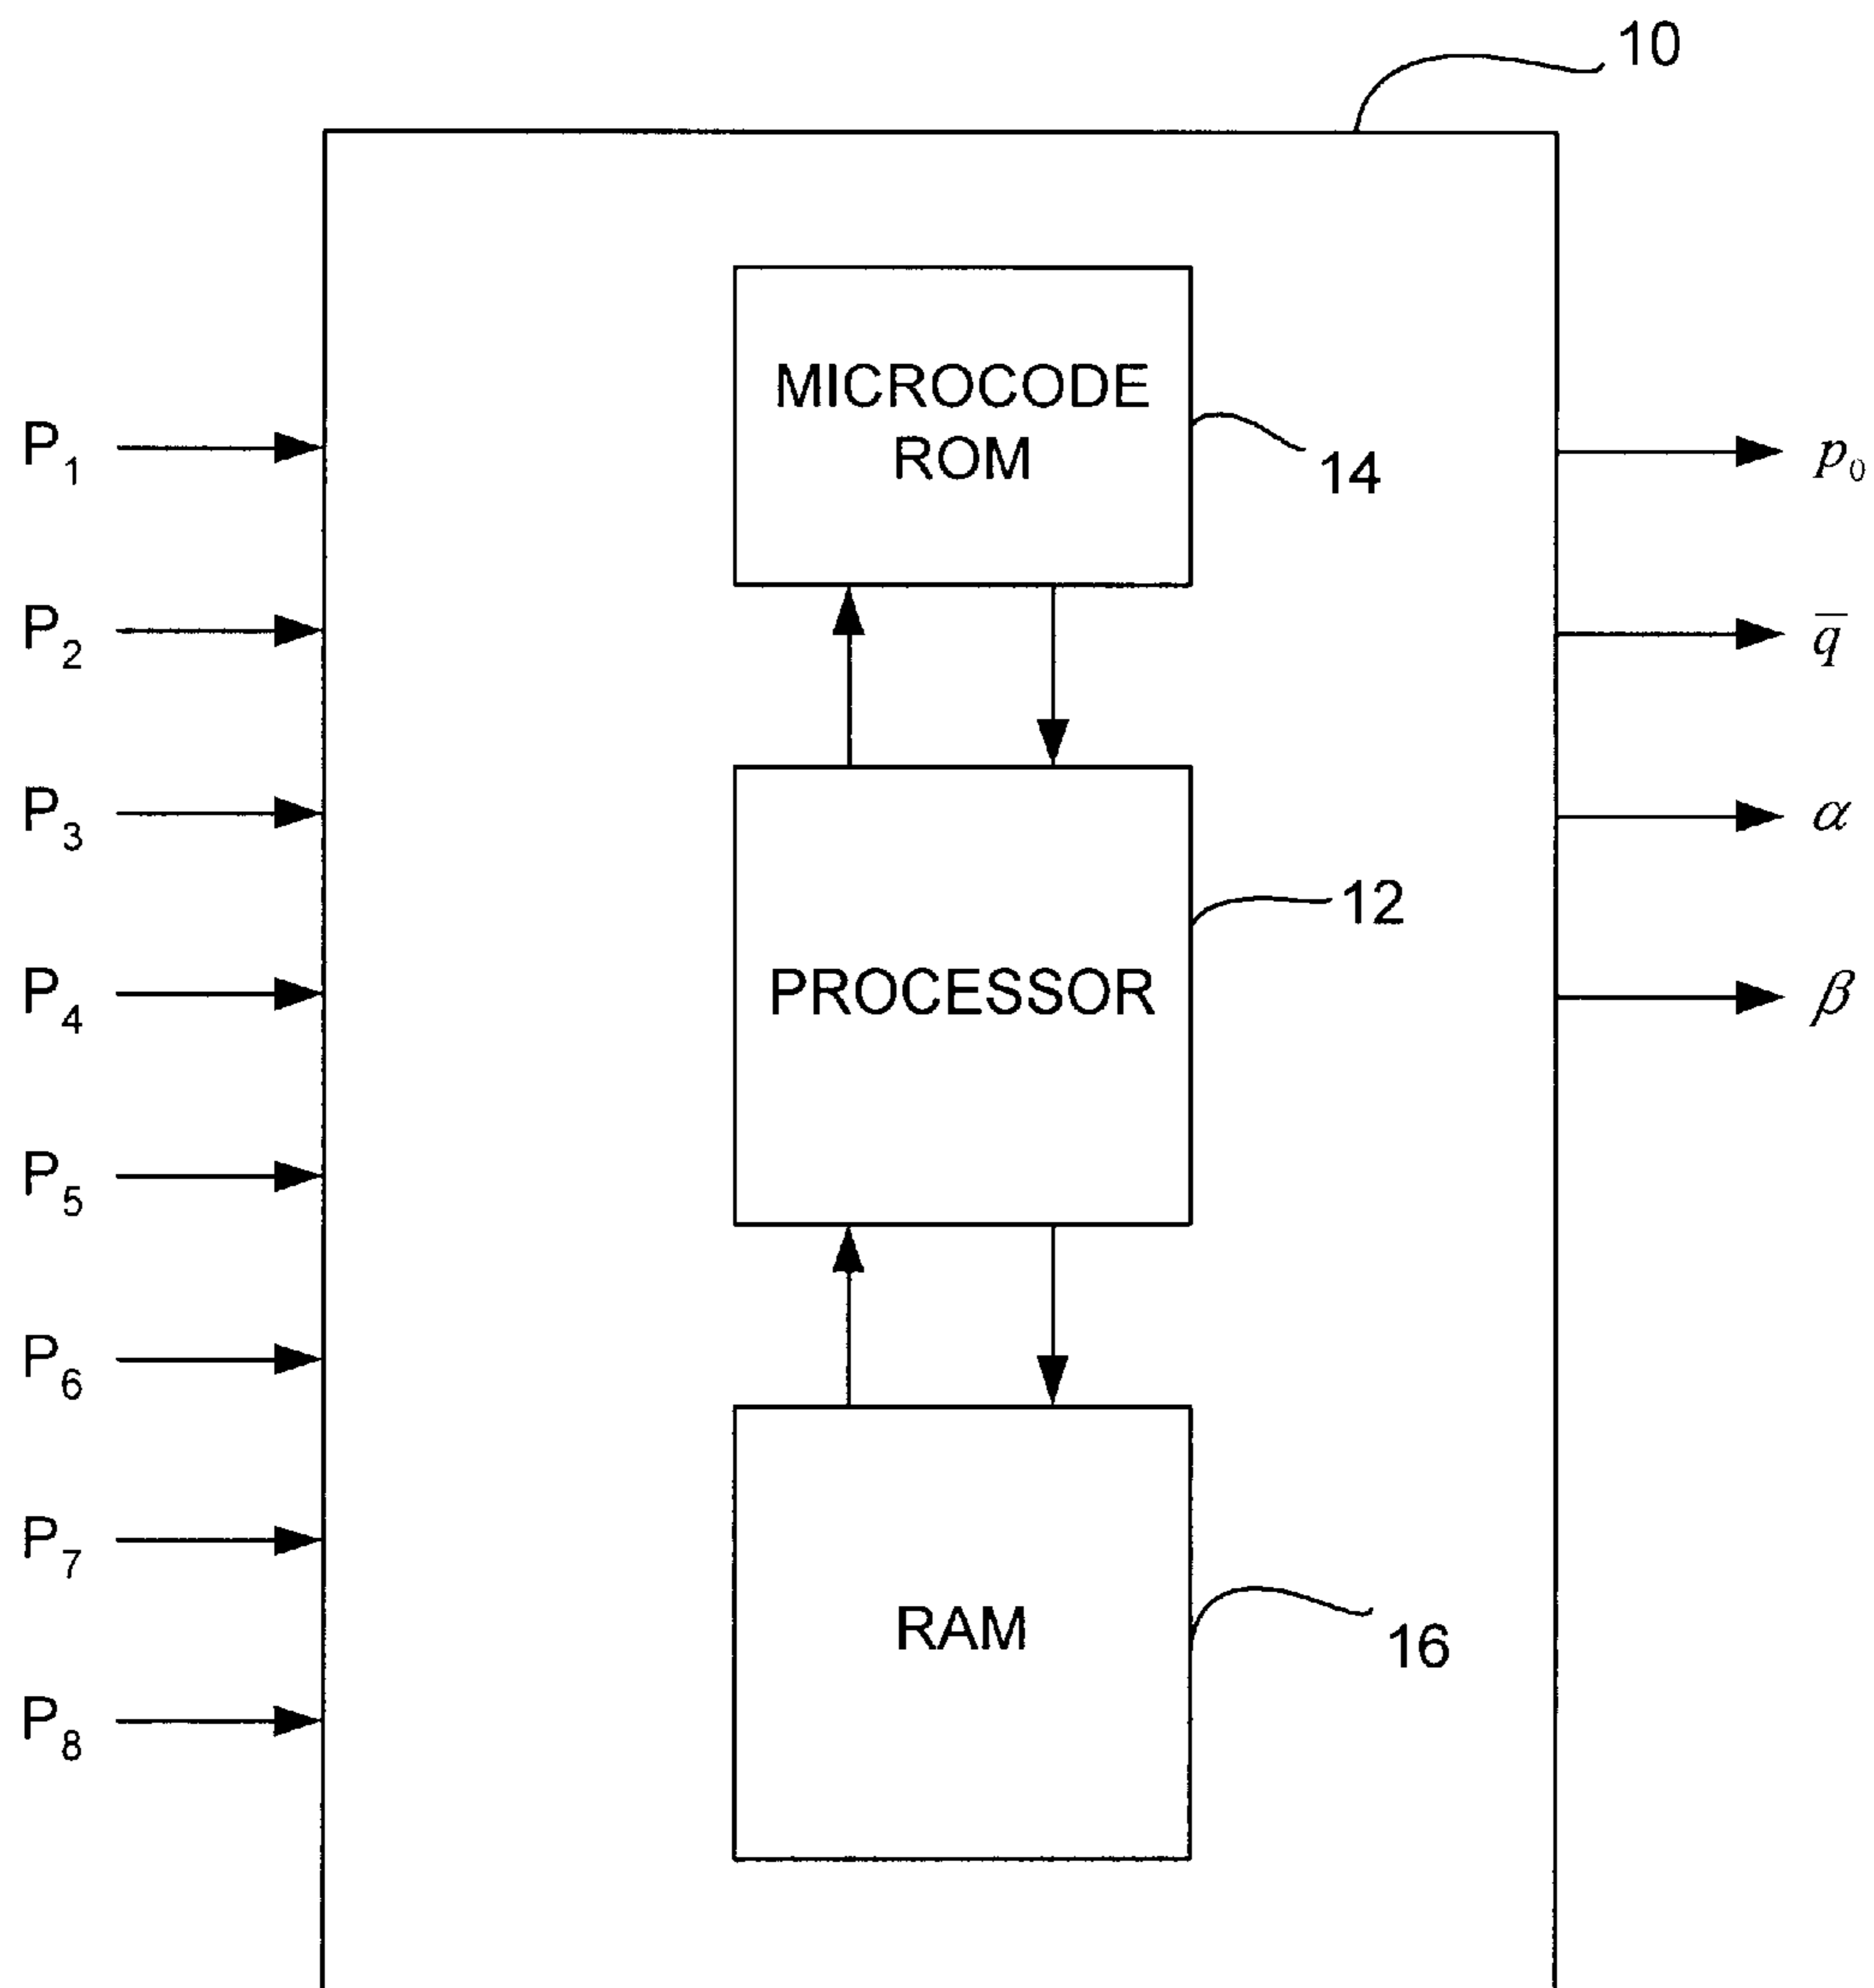 10
MICROCODE
ROM
14
P₁
p₀
P₂
q̅
P₃
α
12
P₄
PROCESSOR
β
P₅
P₆
P₇
RAM
16
P₈